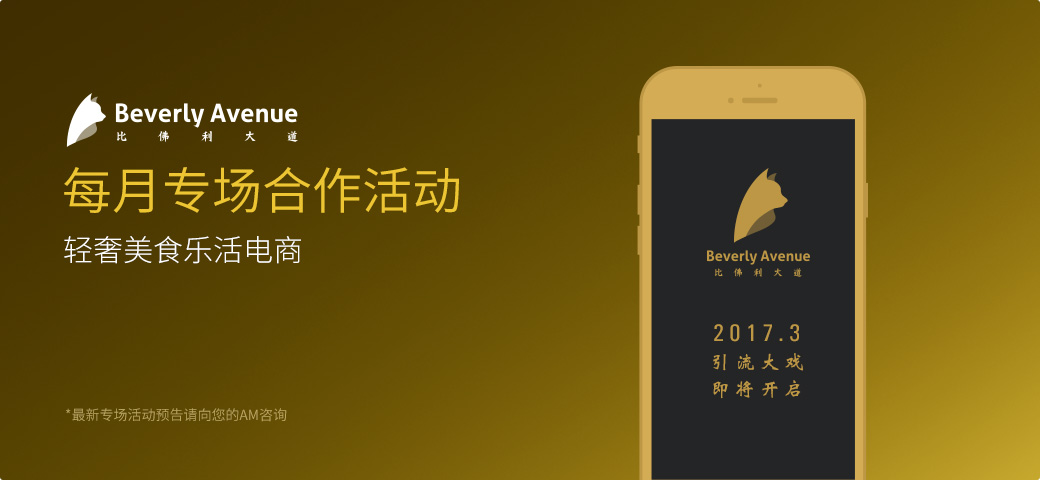 Beverly Avenue
比佛利大道
每月专场合作活动
轻奢美食乐活电商
*最新专场活动预告请向您的AM咨询
Beverly Avenue
比佛利大道
2017.3
引流大戏
即将开启